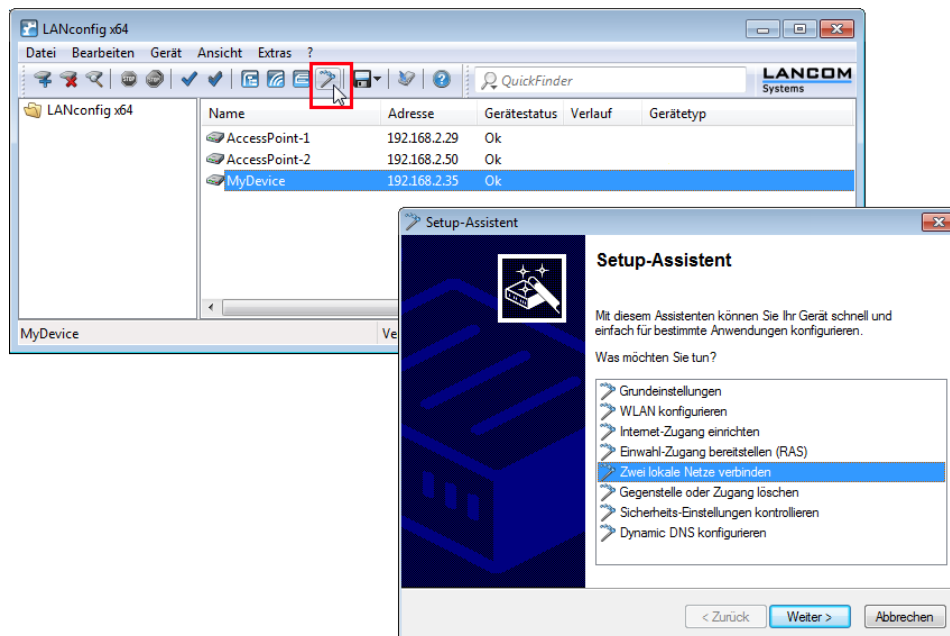 LANconfig x64
Datei Bearbeiten Gerät Ansicht Extras ?
QuickFinder
LANCOM
Systems
LANconfig x64
Name Adresse Gerätestatus Verlauf Gerätetyp
AccessPoint-1 192.168.2.29 Ok
AccessPoint-2 192.168.2.50 Ok
MyDevice 192.168.2.35 Ok
MyDevice
Ve
Setup-Assistent
Setup-Assistent
Mit diesem Assistenten können Sie Ihr Gerät schnell und
einfach für bestimmte Anwendungen konfigurieren.
Was möchten Sie tun?
Grundeinstellungen
WLAN konfigurieren
Internet-Zugang einrichten
Einwahl-Zugang bereitstellen (RAS)
Zwei lokale Netze verbinden
Gegenstelle oder Zugang löschen
Sicherheits-Einstellungen kontrollieren
Dynamic DNS konfigurieren
< Zurück Weiter > Abbrechen